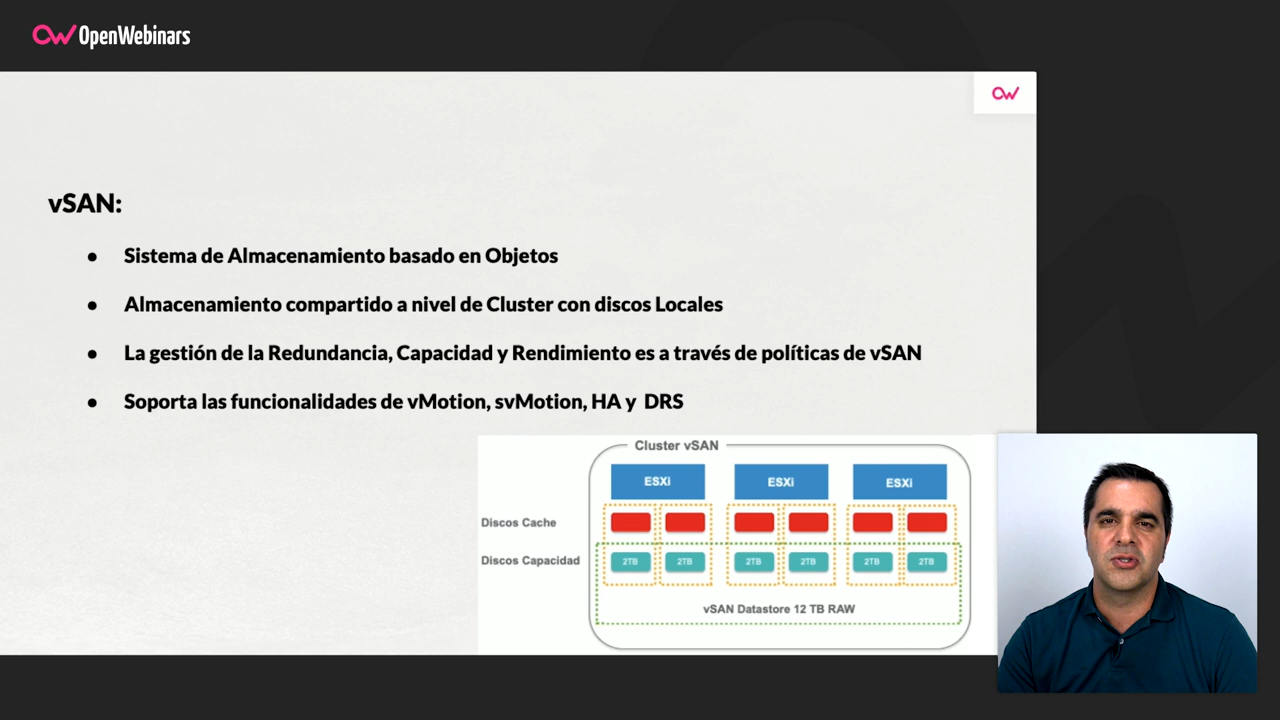 OpenWebinars
vSAN:
● Sistema de Almacenamiento basado en Objetos
● Almacenamiento compartido a nivel de Cluster con discos Locales
● La gestión de la Redundancia, Capacidad y Rendimiento es a través de políticas de vSAN
● Soporta las funcionalidades de vMotion, svMotion, HA y DRS
Cluster vSAN
ESXi ESXi ESXi
Discos Cache
Discos Capacidad 2TB 2TB 2TB 2TB 2TB 2TB
vSAN Datastore 12 TB RAW